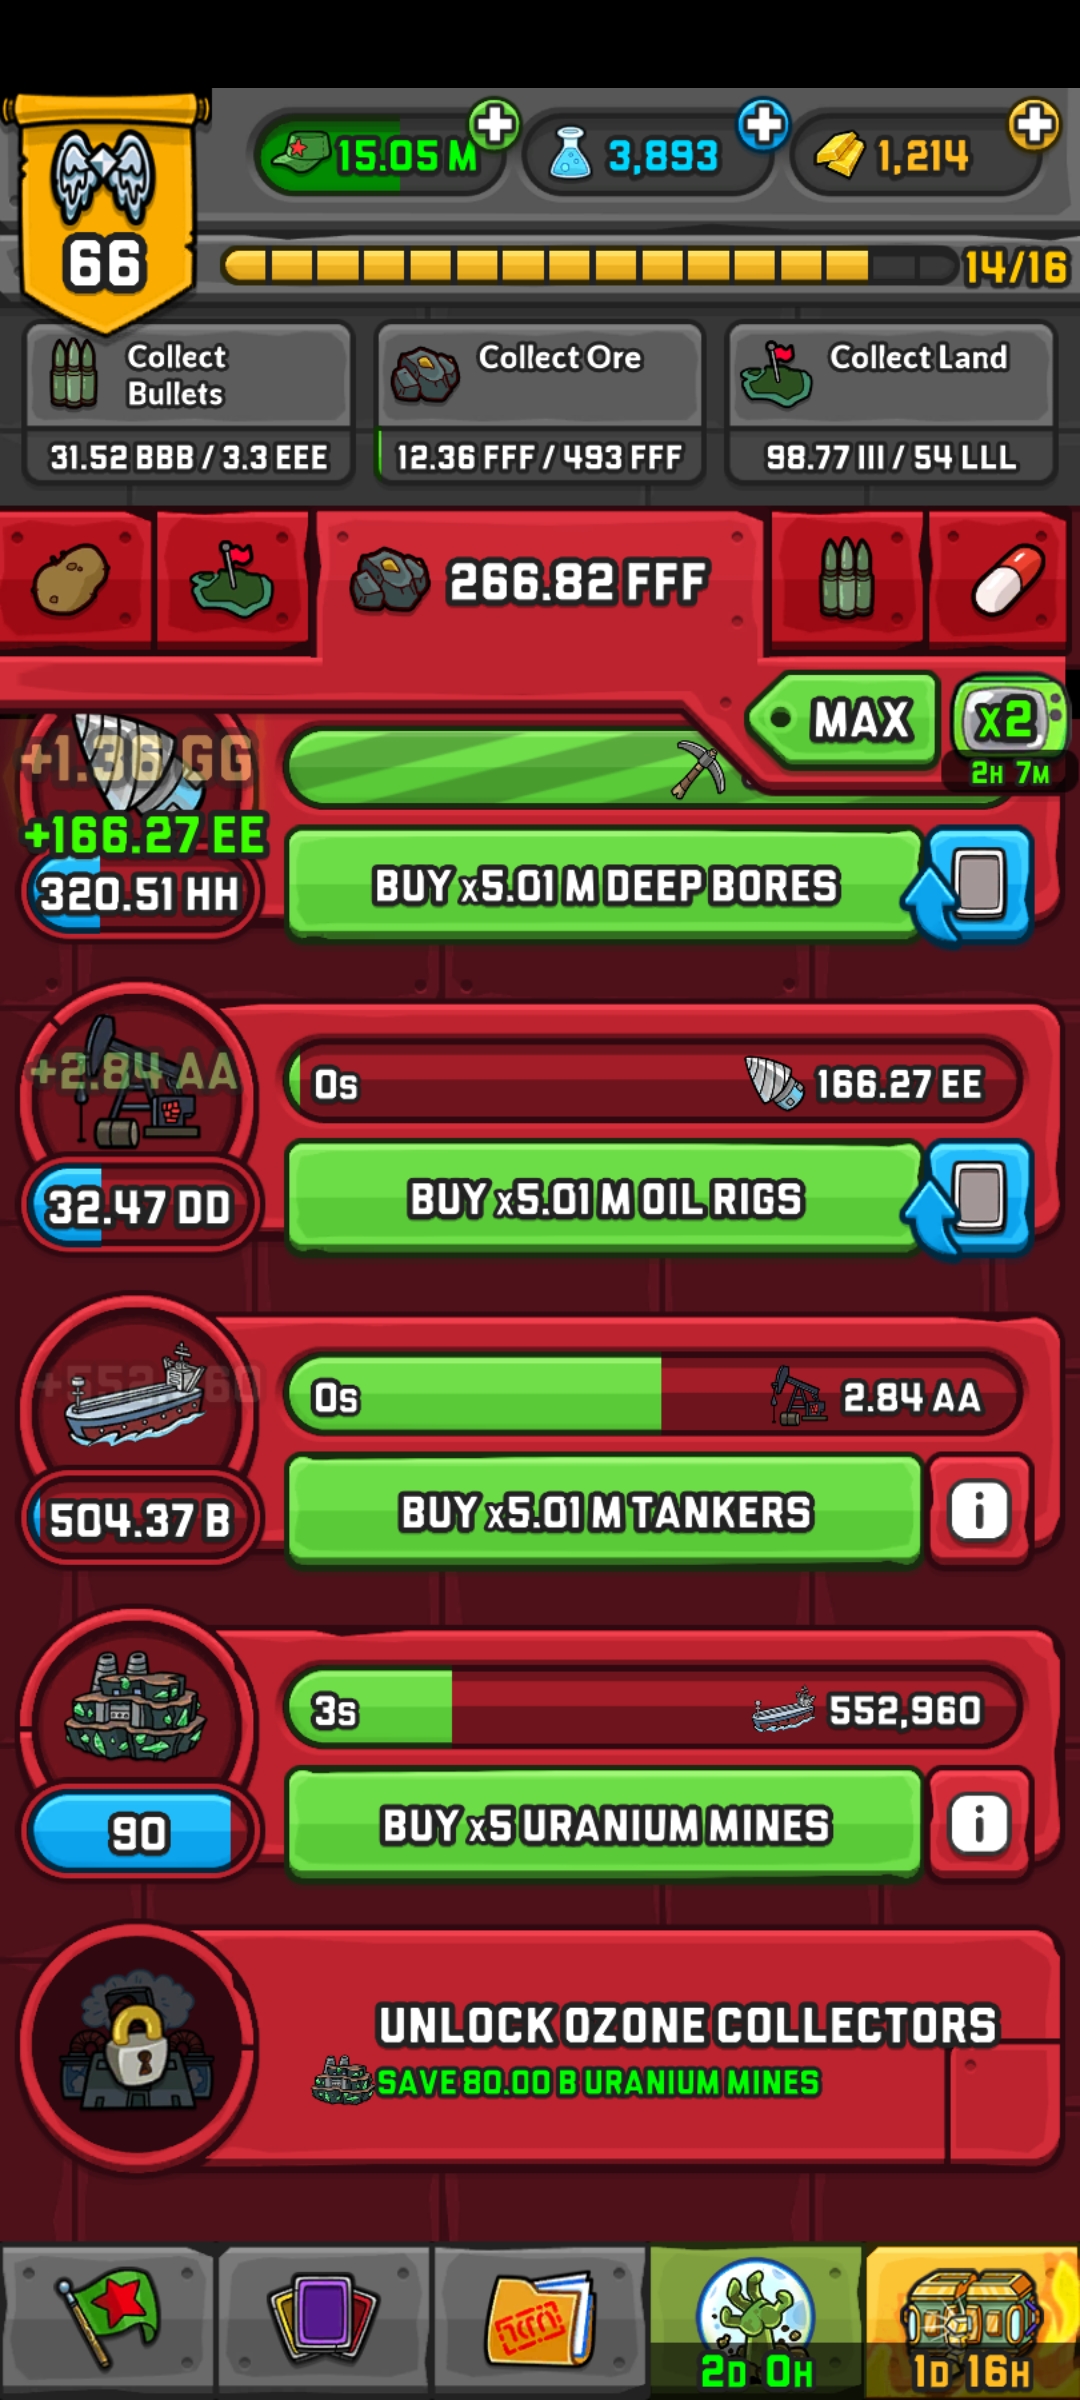 15.05 M
3,893
1,214
66
14/16
Collect
Bullets
31.52 BBB / 3.3 EEE
Collect Ore
12.36 FFF / 493 FFF
Collect Land
98.77 III / 54 LLL
266.82 FFF
MAX
x2
2H 7M
+1.36 GG
+166.27 EE
320.51 HH
BUY x5.01 M DEEP BORES
+2.84 AA
0s
166.27 EE
32.47 DD
BUY x5.01 M OIL RIGS
+552,960
0s
2.84 AA
504.37 B
BUY x5.01 M TANKERS
i
3s
552,960
90
BUY x5 URANIUM MINES
i
UNLOCK OZONE COLLECTORS
SAVE 80.00 B URANIUM MINES
2D 0H
1D 16H